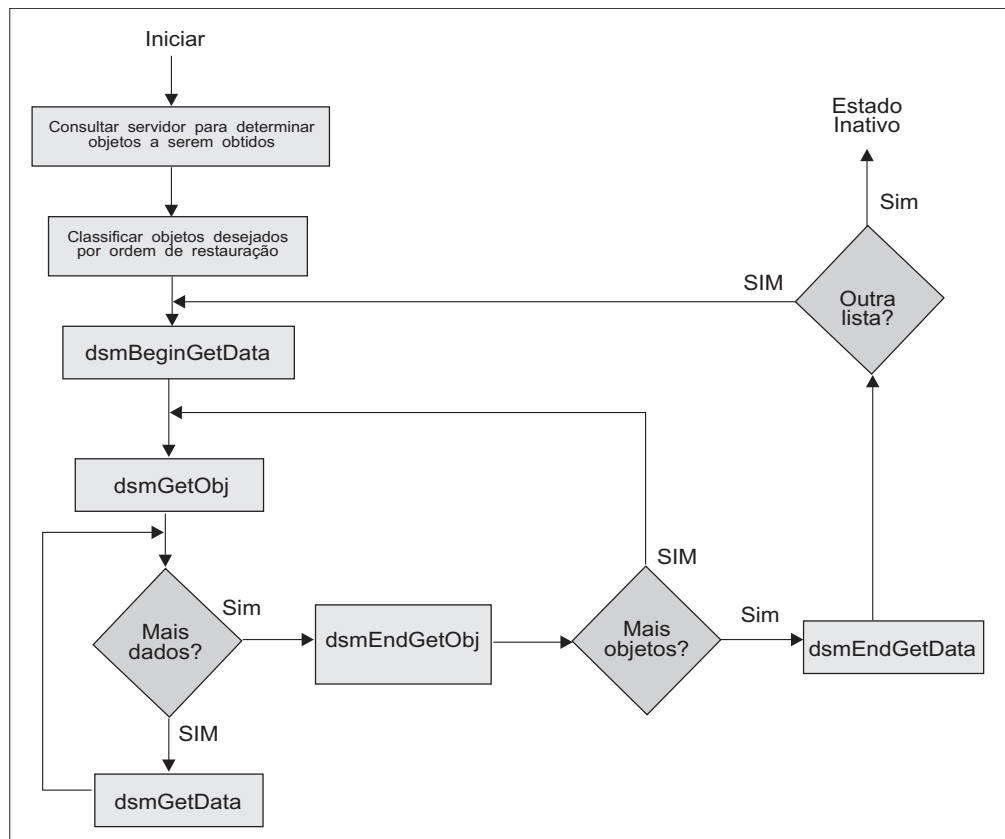 Iniciar
Consultar servidor para determinar
objetos a serem obtidos
Classificar objetos desejados
por ordem de restauração
dsmBeginGetData
dsmGetObj
Mais
dados?
Sim
SIM
dsmGetData
dsmEndGetObj
Mais
objetos?
SIM
Sim
dsmEndGetData
Outra
lista?
SIM
Sim
Estado
Inativo